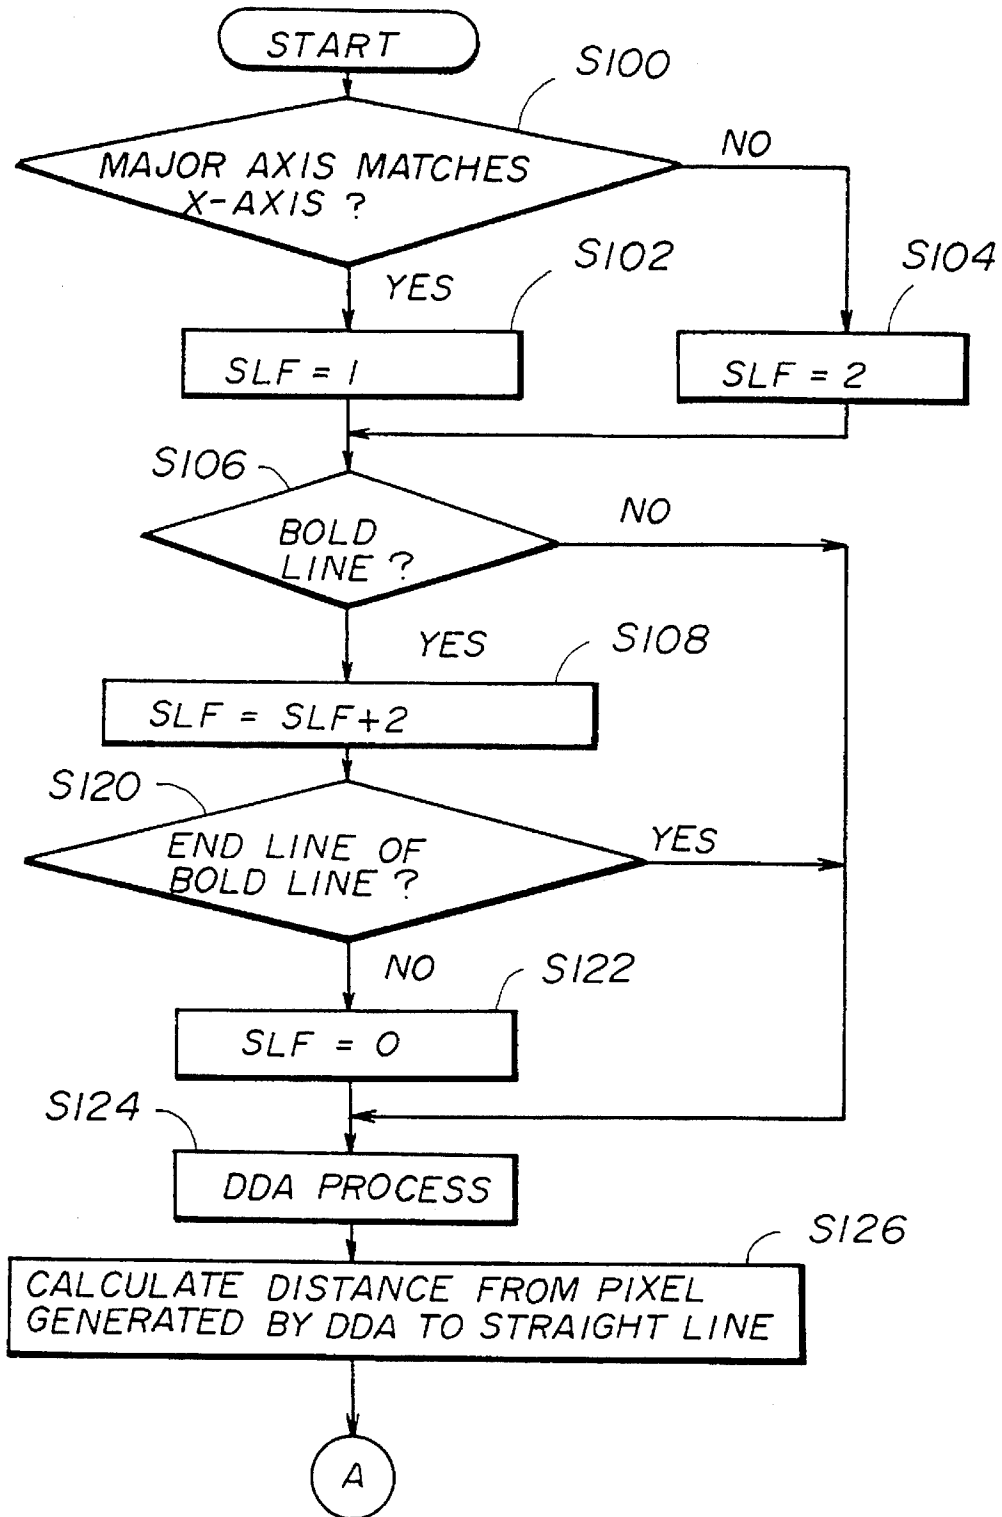 START
S100
MAJOR AXIS MATCHES
X-AXIS ?
NO
YES
S102
S104
SLF = 1
SLF = 2
S106
BOLD
LINE ?
NO
YES
S108
SLF = SLF+2
S120
END LINE OF
BOLD LINE ?
YES
NO
S122
SLF = 0
S124
DDA PROCESS
S126
CALCULATE DISTANCE FROM PIXEL
GENERATED BY DDA TO STRAIGHT LINE
A